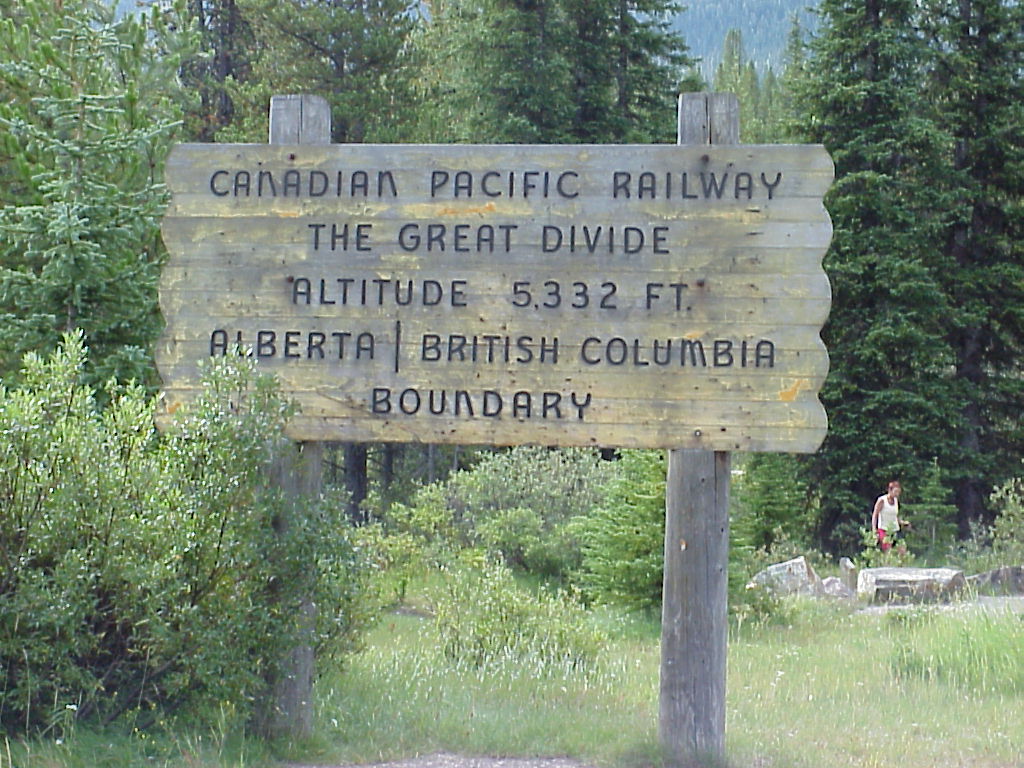 CANADIAN PACIFIC RAILWAY
THE GREAT DIVIDE
ALTITUDE 5,332 FT.
ALBERTA | BRITISH COLUMBIA
BOUNDARY